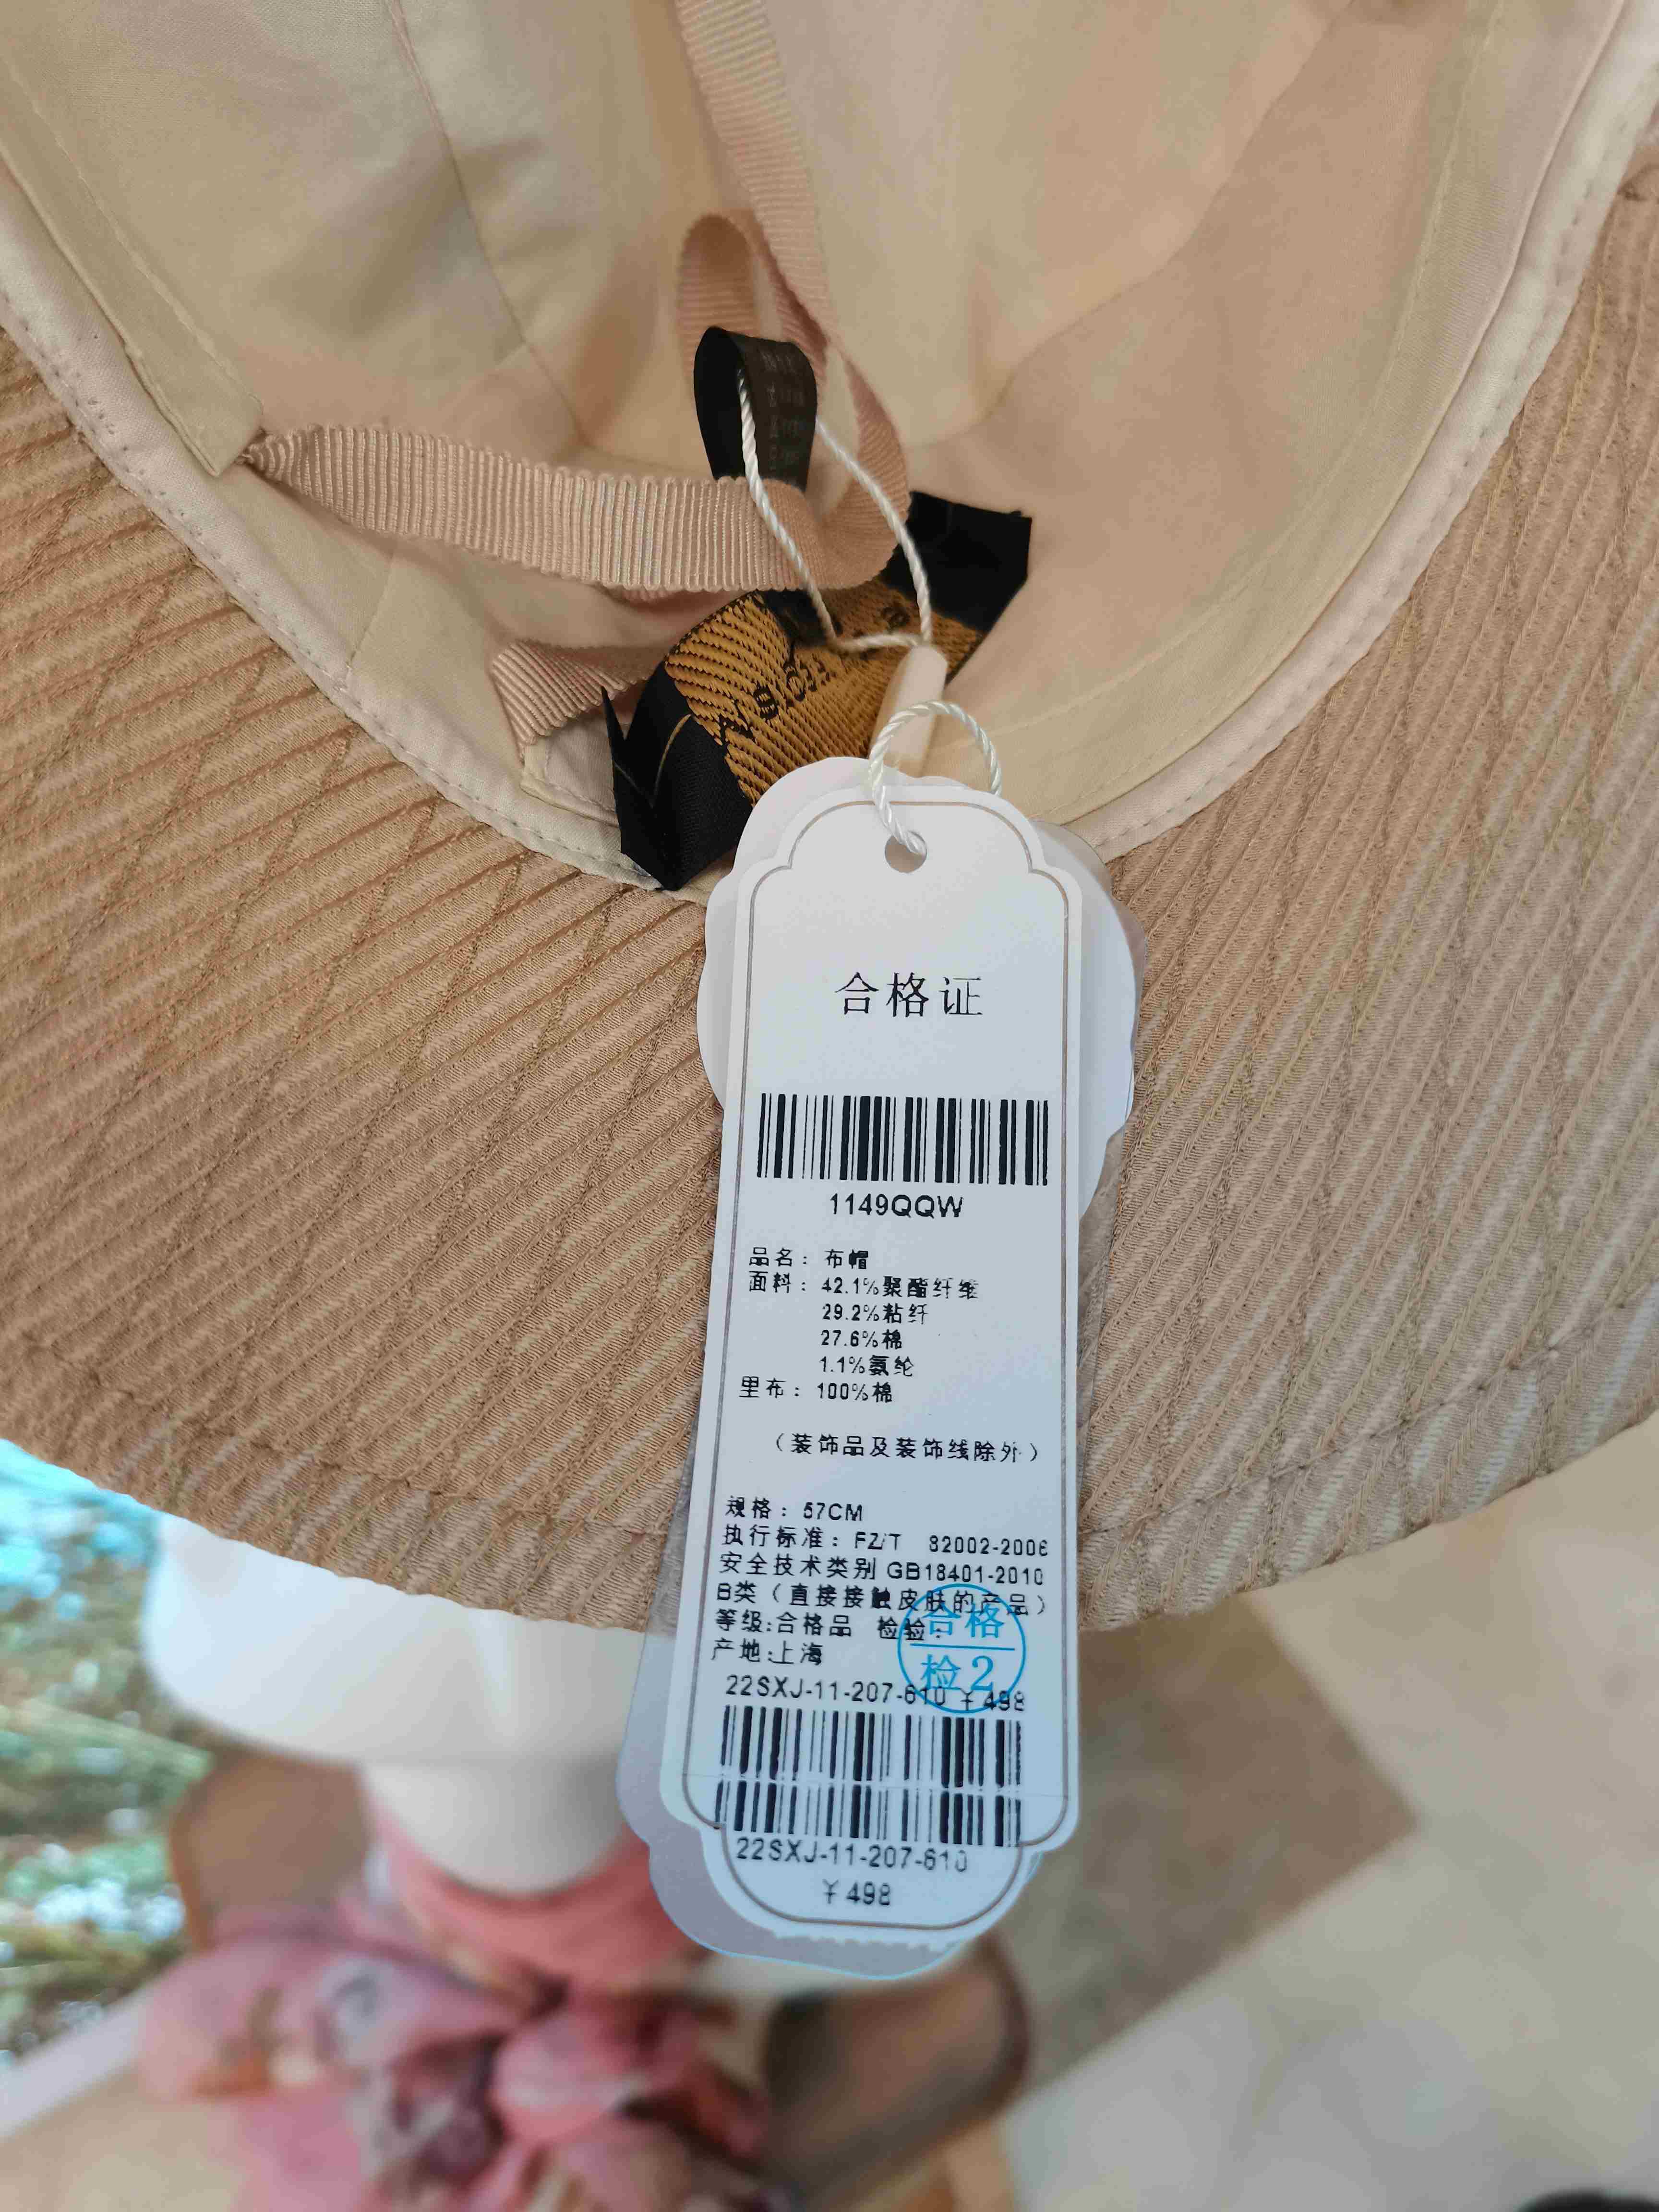 合格证
1149QQW
品名：布帽
面料：42.1%聚酯纤维
29.2%粘纤
27.6%棉
1.1%氨纶
里布：100%棉
（装饰品及装饰线除外）
规格：57CM
执行标准：FZ/T 82002-2006
安全技术类别 GB18401-2010
B类（直接接触皮肤的产品）
等级:合格品 检验:
合格
检2
产地:上海
22SXJ-11-207-610 ¥498
22SXJ-11-207-610
¥498